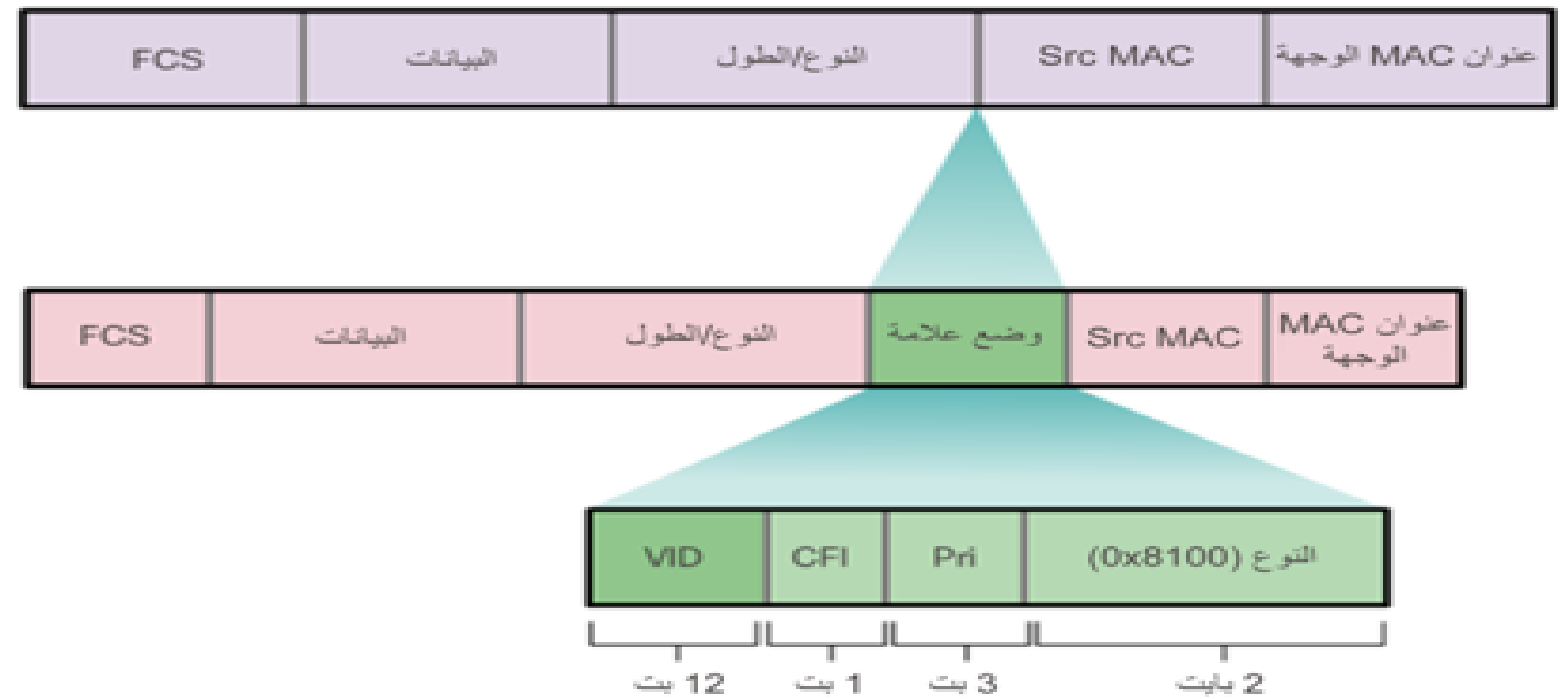 عنوان MAC الوجهة
Src MAC
النوع/الطول
البيانات
FCS
عنوان MAC
الوجهة
Src MAC
وضع علامة
النوع/الطول
البيانات
FCS
النوع (0x8100)
Pri
CFI
VID
2 بايت
3 بت
1 بت
12 بت